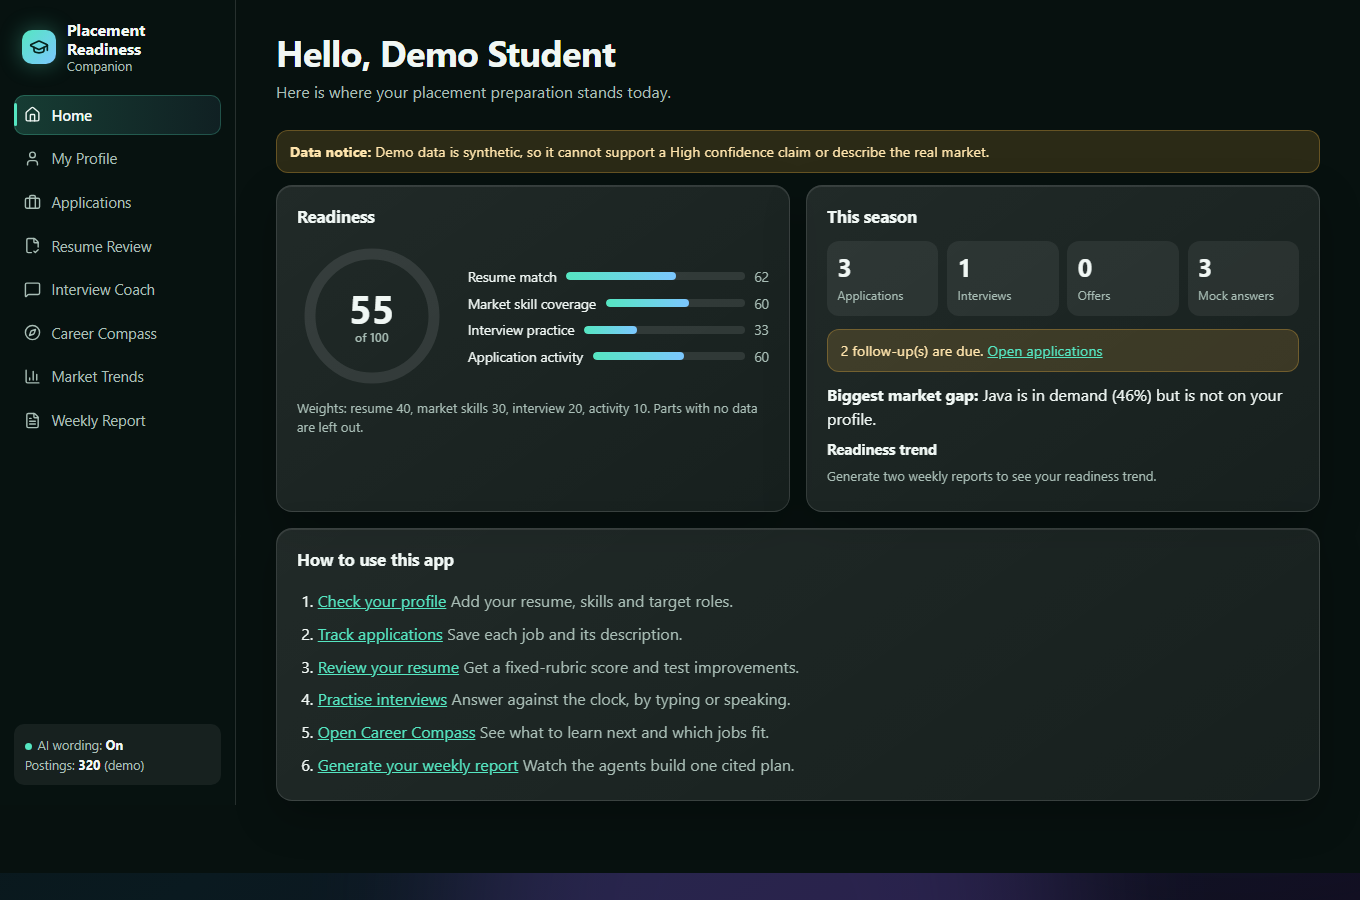 Placement
Readiness
Companion
Home
My Profile
Applications
Resume Review
Interview Coach
Career Compass
Market Trends
Weekly Report
AI wording: On
Postings: 320 (demo)
Hello, Demo Student
Here is where your placement preparation stands today.
Data notice: Demo data is synthetic, so it cannot support a High confidence claim or describe the real market.
Readiness
55
of 100
Resume match 62
Market skill coverage 60
Interview practice 33
Application activity 60
Weights: resume 40, market skills 30, interview 20, activity 10. Parts with no data
are left out.
This season
3
Applications
1
Interviews
0
Offers
3
Mock answers
2 follow-up(s) are due. Open applications
Biggest market gap: Java is in demand (46%) but is not on your
profile.
Readiness trend
Generate two weekly reports to see your readiness trend.
How to use this app
1. Check your profile Add your resume, skills and target roles.
2. Track applications Save each job and its description.
3. Review your resume Get a fixed-rubric score and test improvements.
4. Practise interviews Answer against the clock, by typing or speaking.
5. Open Career Compass See what to learn next and which jobs fit.
6. Generate your weekly report Watch the agents build one cited plan.